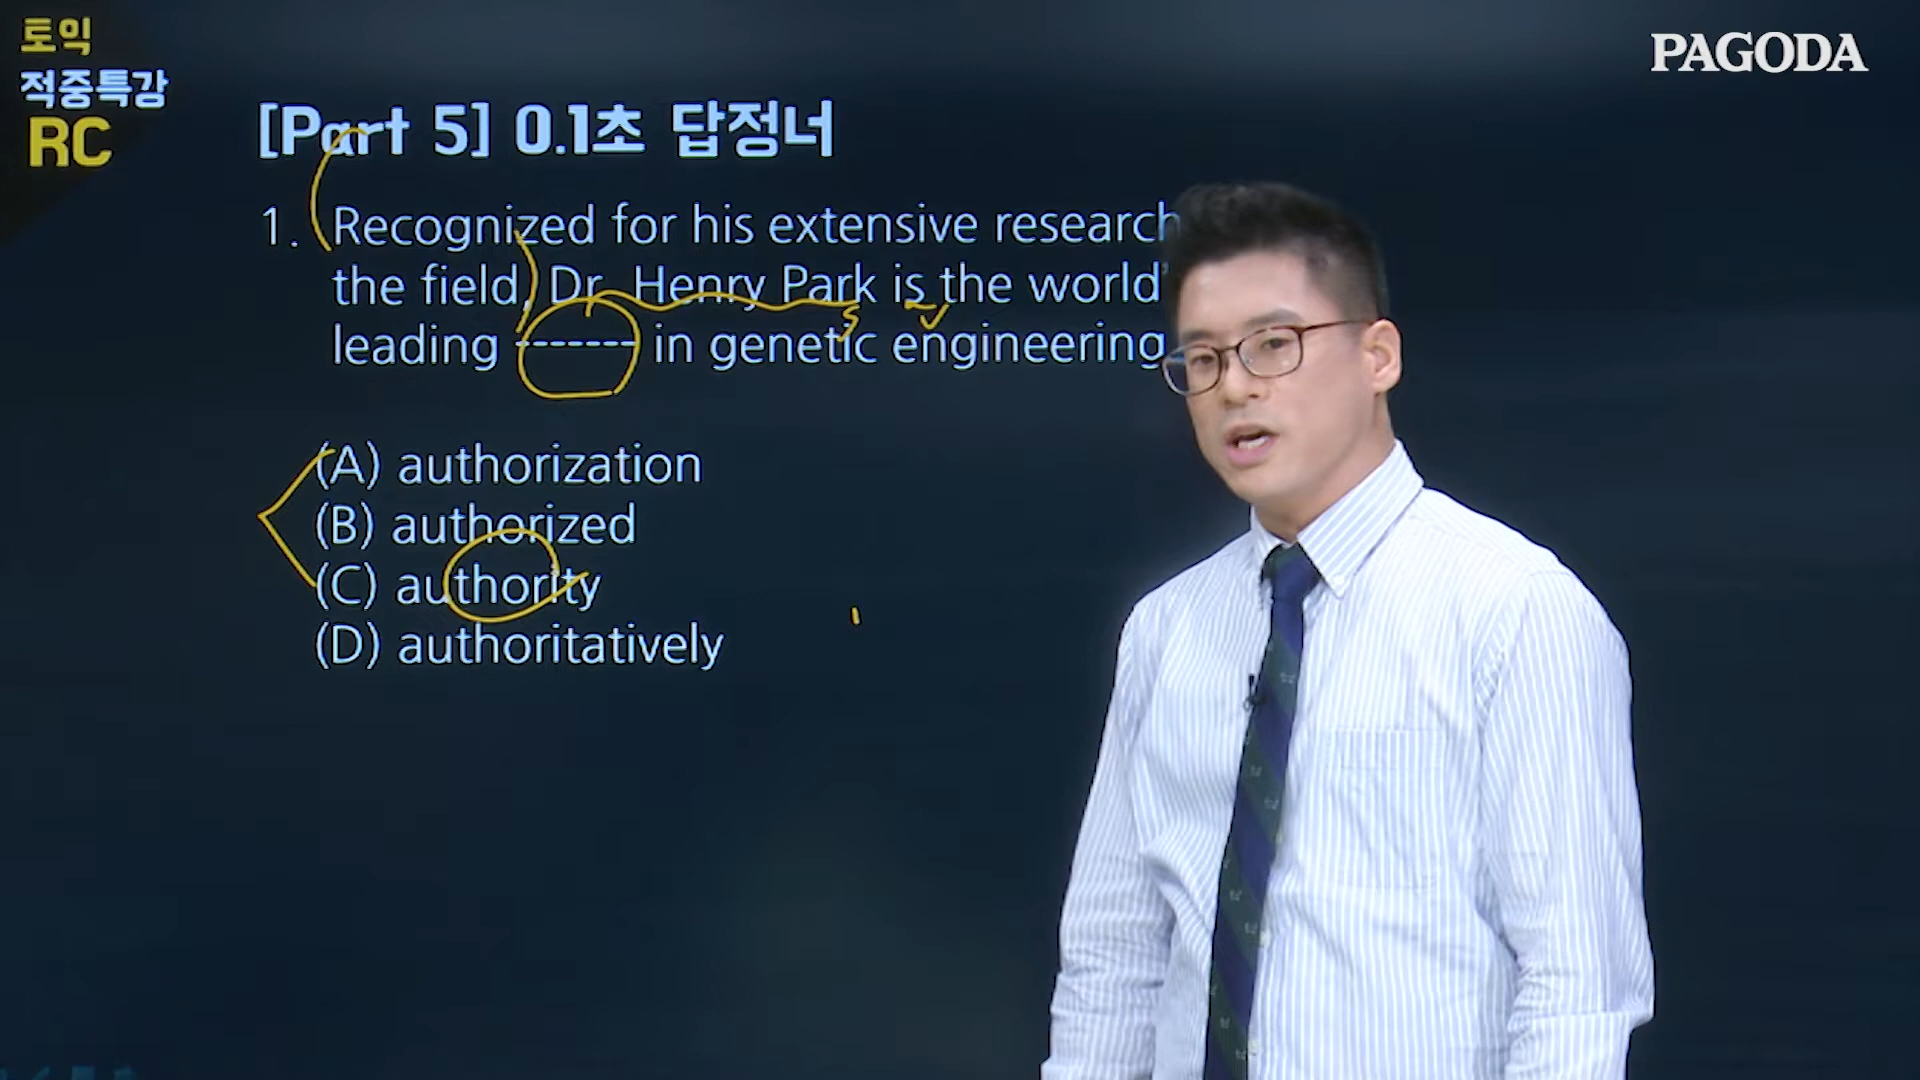 토익
적중특강
RC
PAGODA
[Part 5] 0.1초 답정너
1. Recognized for his extensive research
the field, Dr. Henry Park is the world'
leading ------- in genetic engineering
(A) authorization
(B) authorized
(C) authority
(D) authoritatively